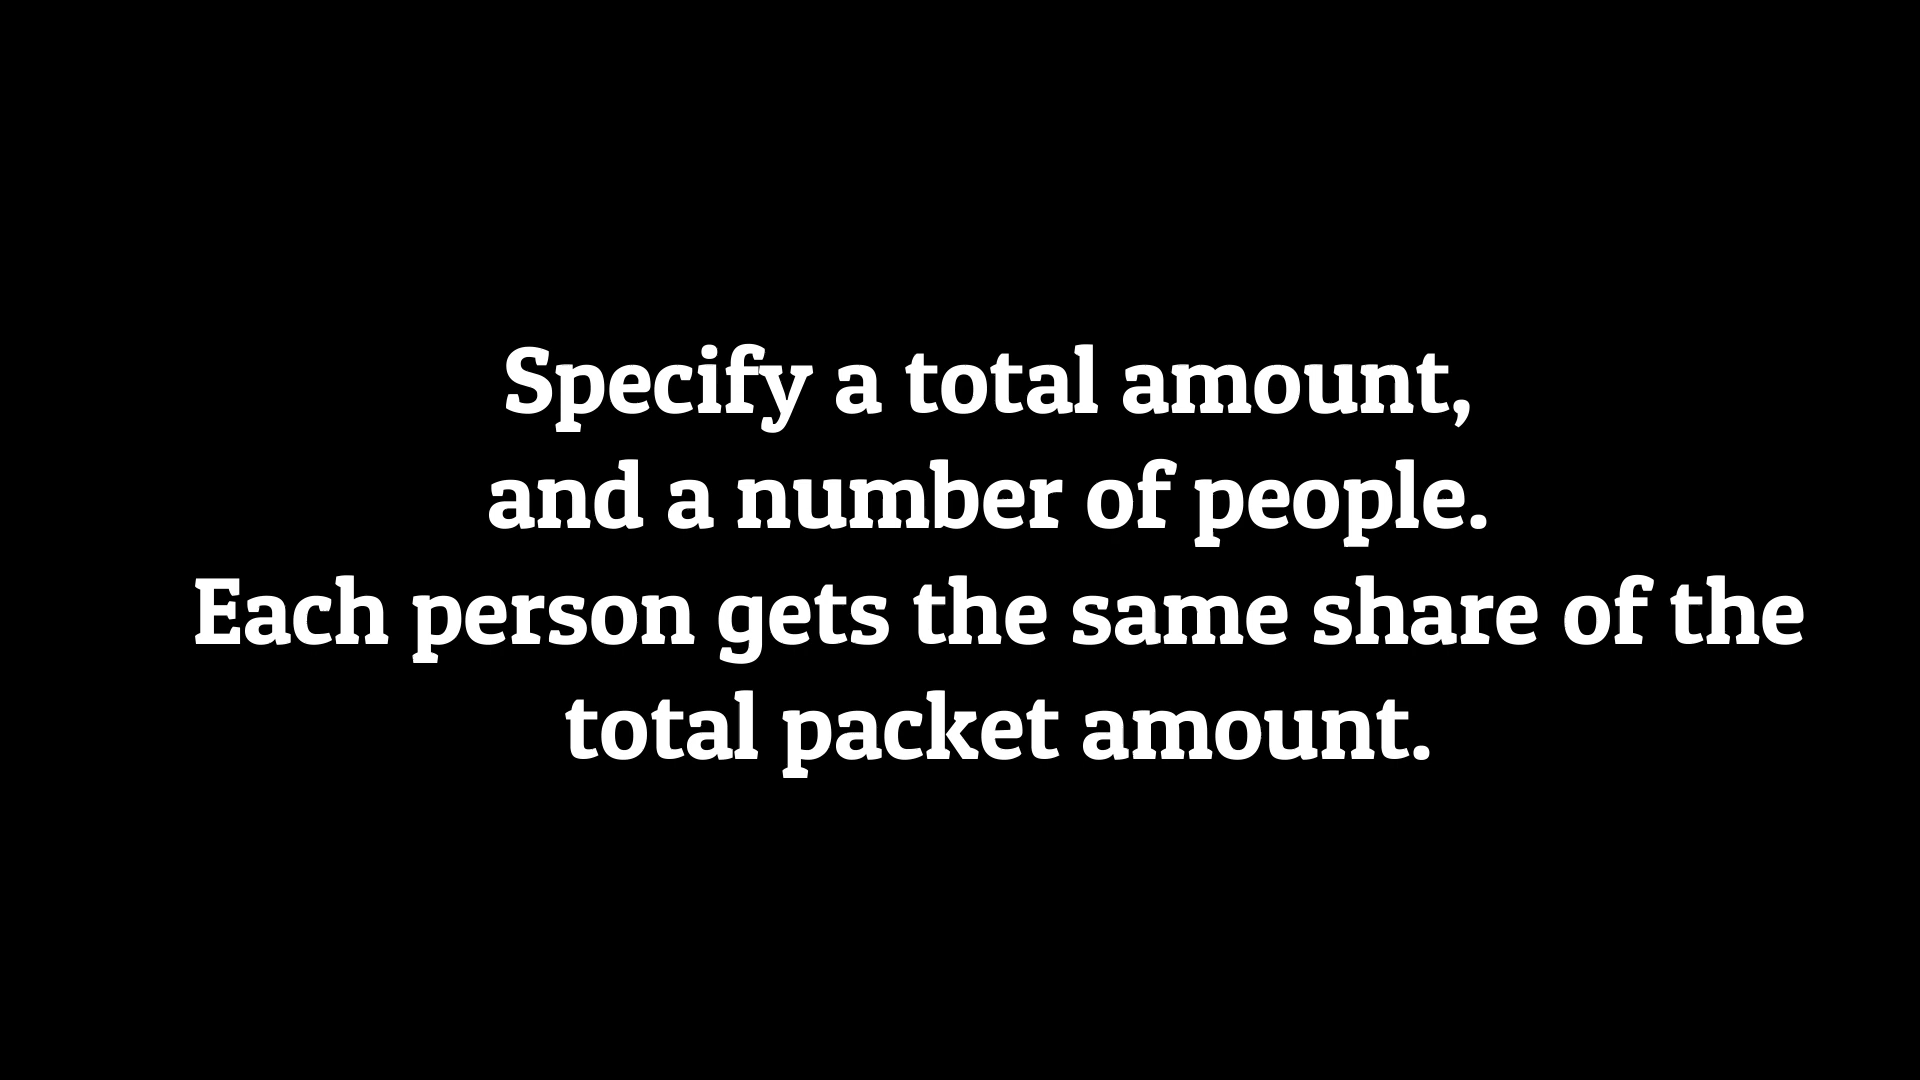 Specify a total amount,
and a number of people.
Each person gets the same share of the
total packet amount.